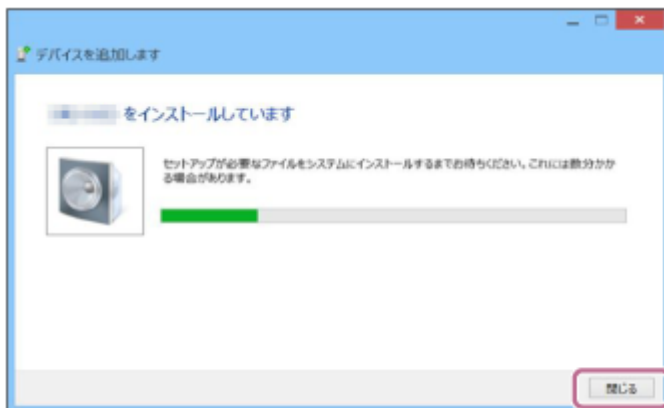 デバイスを追加します
をインストールしています
セットアップが必要なファイルをシステムにインストールするまでお待ちください。これには数分かか
る場合があります。
閉じる